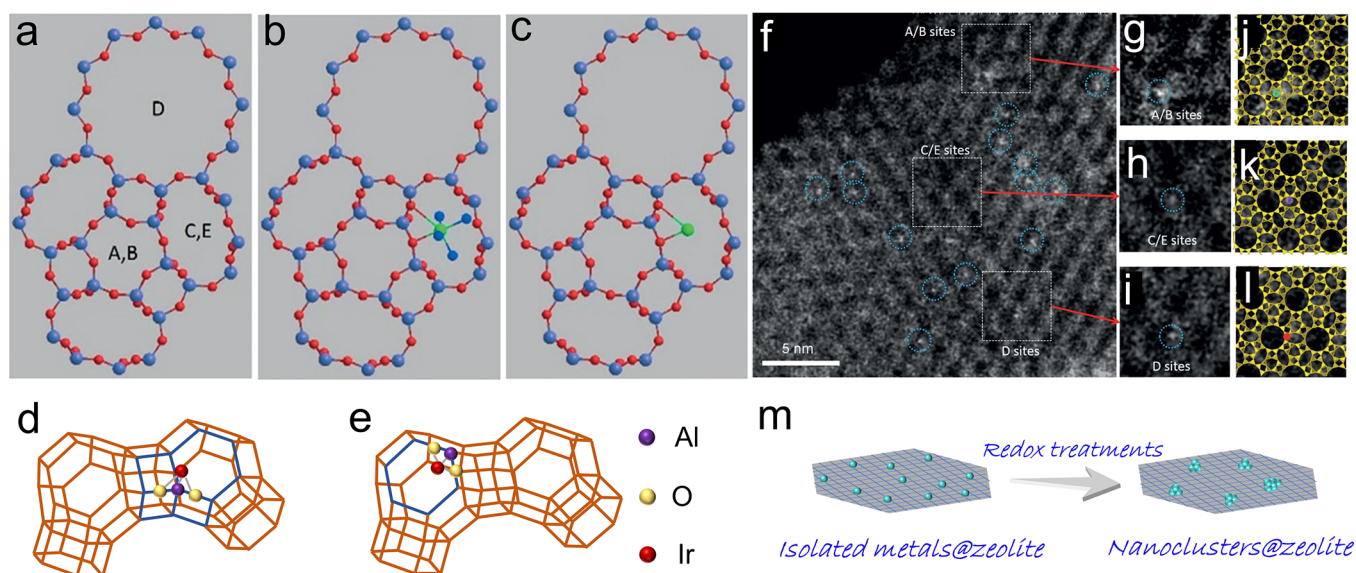 a
b
c
D
C,E
A,B
f
A/B sites
C/E sites
D sites
5 nm
g
A/B sites
h
C/E sites
i
D sites
j
k
l
d
e
Al
O
Ir
m
Redox treatments
Isolated metals@zeolite
Nanoclusters@zeolite